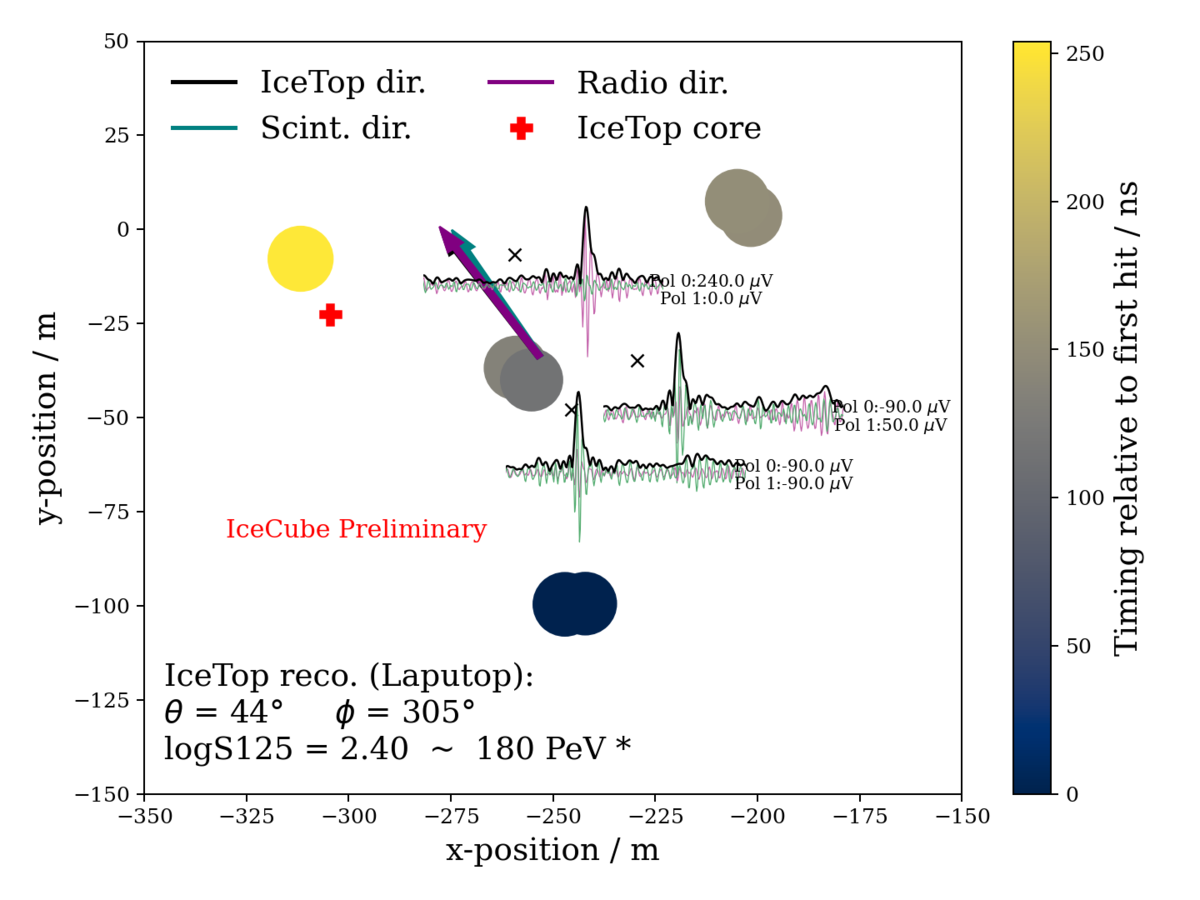 IceTop dir.
Radio dir.
Scint. dir.
IceTop core
Pol 0:240.0 μV
Pol 1:0.0 μV
Pol 0:-90.0 μV
Pol 1:50.0 μV
Pol 0:-90.0 μV
Pol 1:-90.0 μV
IceCube Preliminary
IceTop reco. (Laputop):
θ = 44° ϕ = 305°
logS125 = 2.40 ~ 180 PeV *
50
25
0
−25
−50
−75
−100
−125
−150
y-position / m
−350
−325
−300
−275
−250
−225
−200
−175
−150
x-position / m
250
200
150
100
50
0
Timing relative to first hit / ns